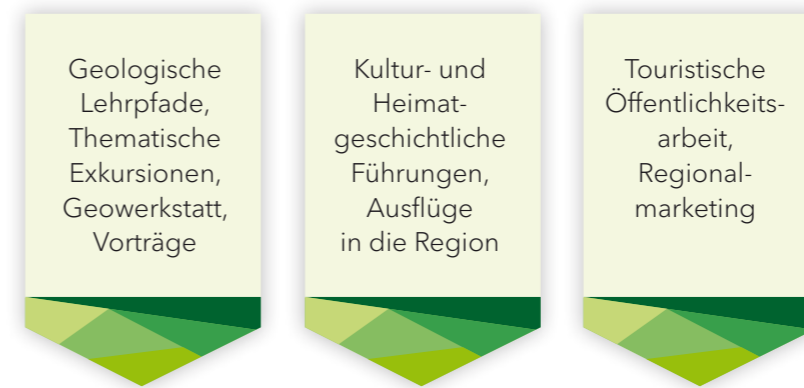 Geologische
Lehrpfade,
Thematische
Exkursionen,
Geowerkstatt,
Vorträge
Kultur- und
Heimat-
geschichtliche
Führungen,
Ausflüge
in die Region
Touristische
Öffentlichkeits-
arbeit,
Regional-
marketing